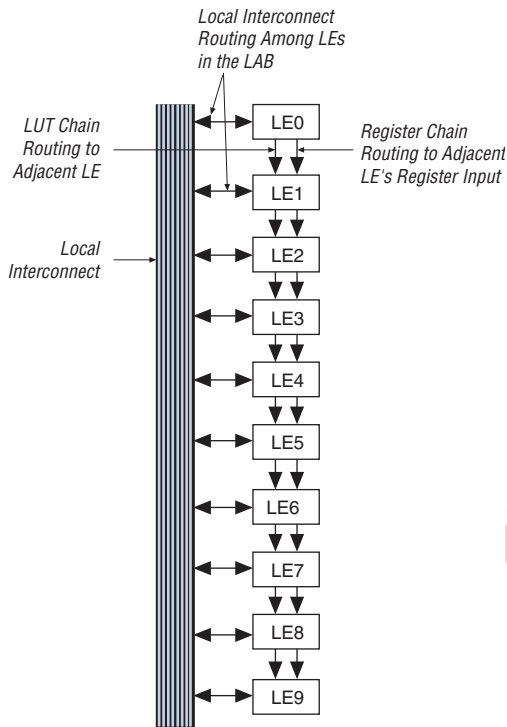 Local Interconnect
Routing Among LEs
in the LAB
LUT Chain
Routing to
Adjacent LE
Register Chain
Routing to Adjacent
LE's Register Input
Local
Interconnect
LE0
LE1
LE2
LE3
LE4
LE5
LE6
LE7
LE8
LE9